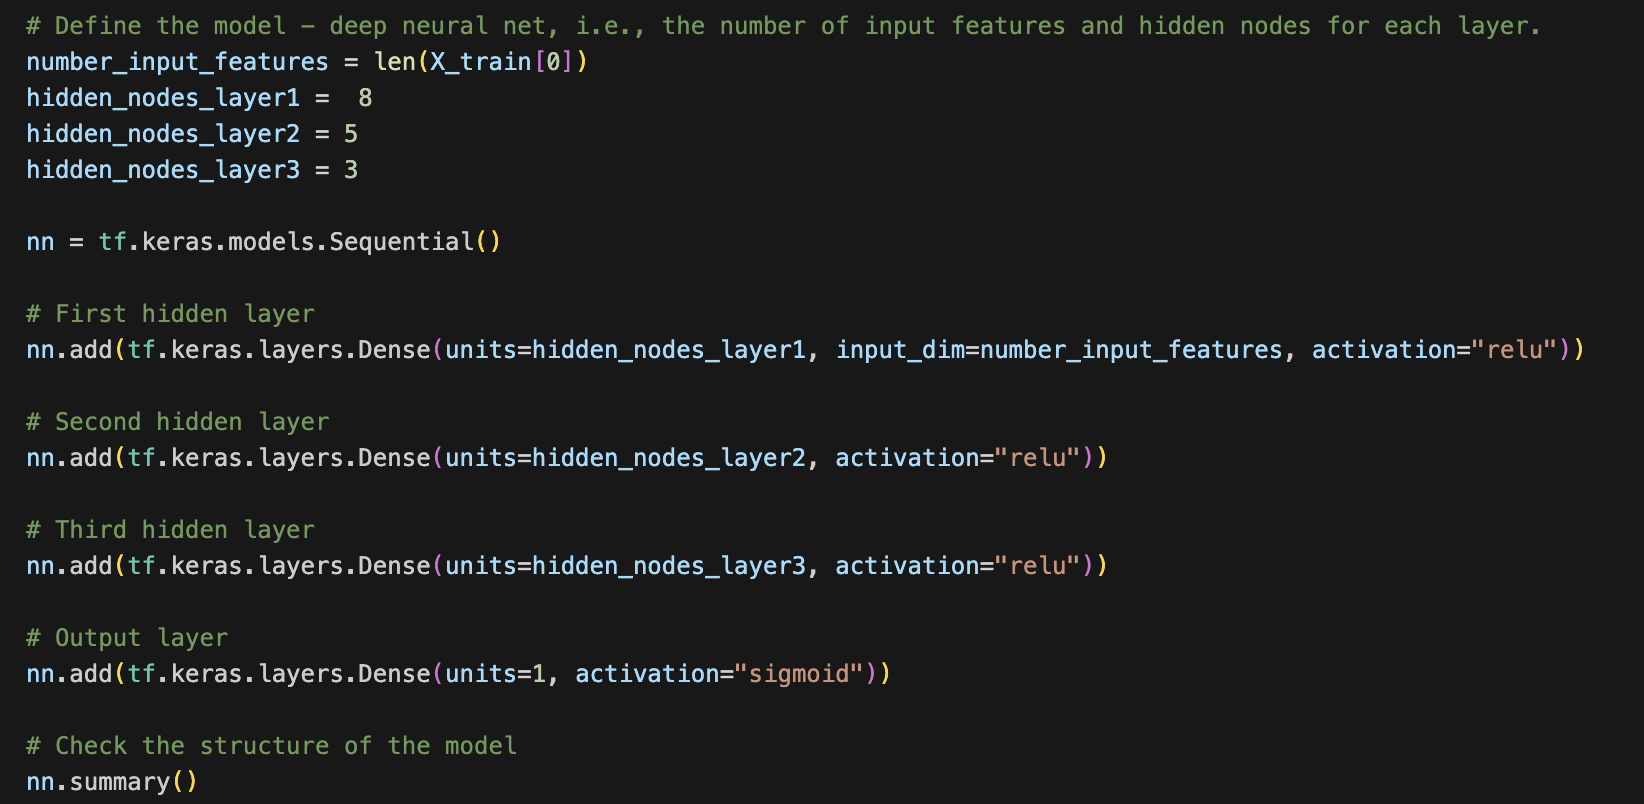 # Define the model – deep neural net, i.e., the number of input features and hidden nodes for each layer.
number_input_features = len(X_train[0])
hidden_nodes_layer1 =  8
hidden_nodes_layer2 = 5
hidden_nodes_layer3 = 3

nn = tf.keras.models.Sequential()

# First hidden layer
nn.add(tf.keras.layers.Dense(units=hidden_nodes_layer1, input_dim=number_input_features, activation="relu"))

# Second hidden layer
nn.add(tf.keras.layers.Dense(units=hidden_nodes_layer2, activation="relu"))

# Third hidden layer
nn.add(tf.keras.layers.Dense(units=hidden_nodes_layer3, activation="relu"))

# Output layer
nn.add(tf.keras.layers.Dense(units=1, activation="sigmoid"))

# Check the structure of the model
nn.summary()